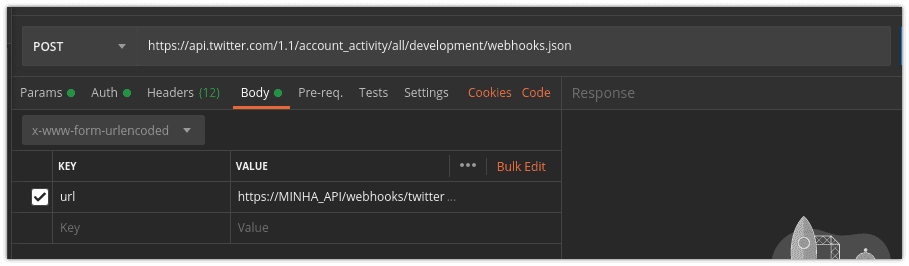 POST https://api.twitter.com/1.1/account_activity/all/development/webhooks.json
Params Auth Headers (12) Body Pre-req. Tests Settings Cookies Code Response
x-www-form-urlencoded
KEY VALUE ••• Bulk Edit
url https://MINHA_API/webhooks/twitter ...
Key Value